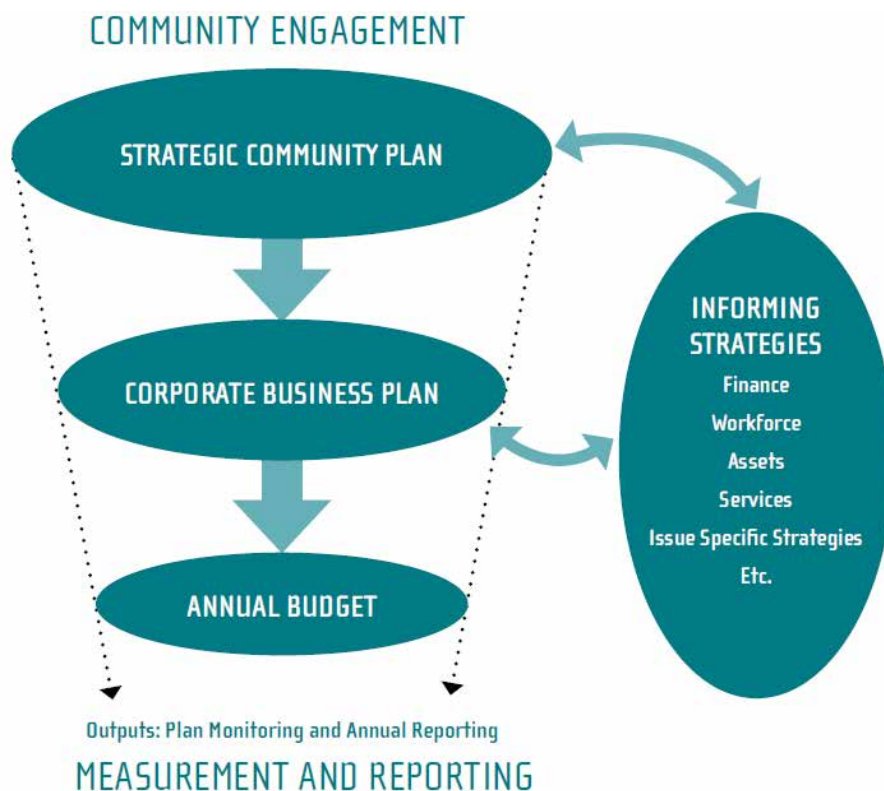 COMMUNITY ENGAGEMENT
STRATEGIC COMMUNITY PLAN
CORPORATE BUSINESS PLAN
ANNUAL BUDGET
INFORMING
STRATEGIES
Finance
Workforce
Assets
Services
Issue Specific Strategies
Etc.
Outputs: Plan Monitoring and Annual Reporting
MEASUREMENT AND REPORTING